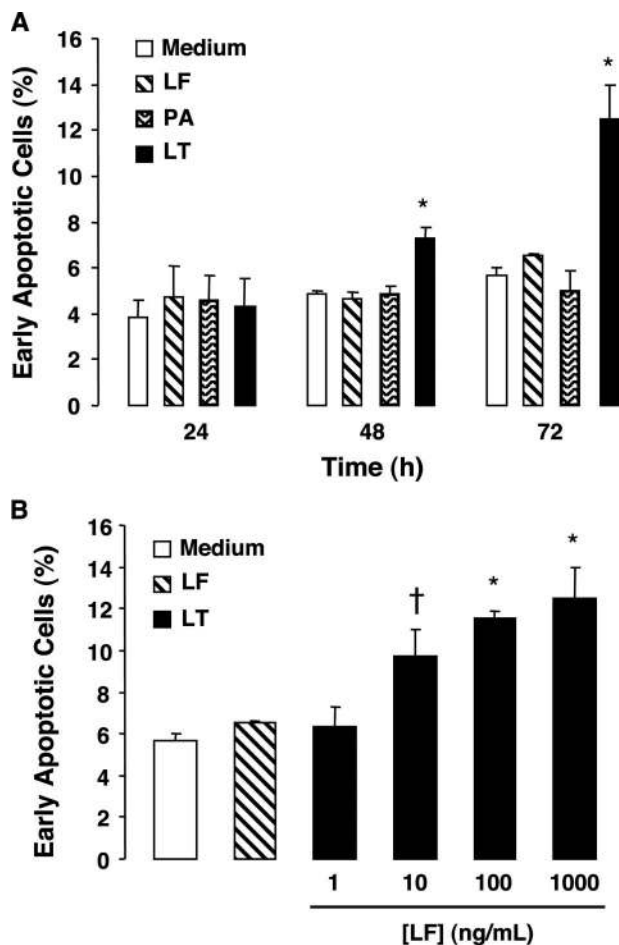 A
Early Apoptotic Cells (%)
16
14
12
10
8
6
4
2
0
Medium
LF
PA
LT
*
*
24 48 72
Time (h)
B
Early Apoptotic Cells (%)
16
14
12
10
8
6
4
2
0
Medium
LF
LT
†
*
*
1 10 100 1000
[LF] (ng/mL)